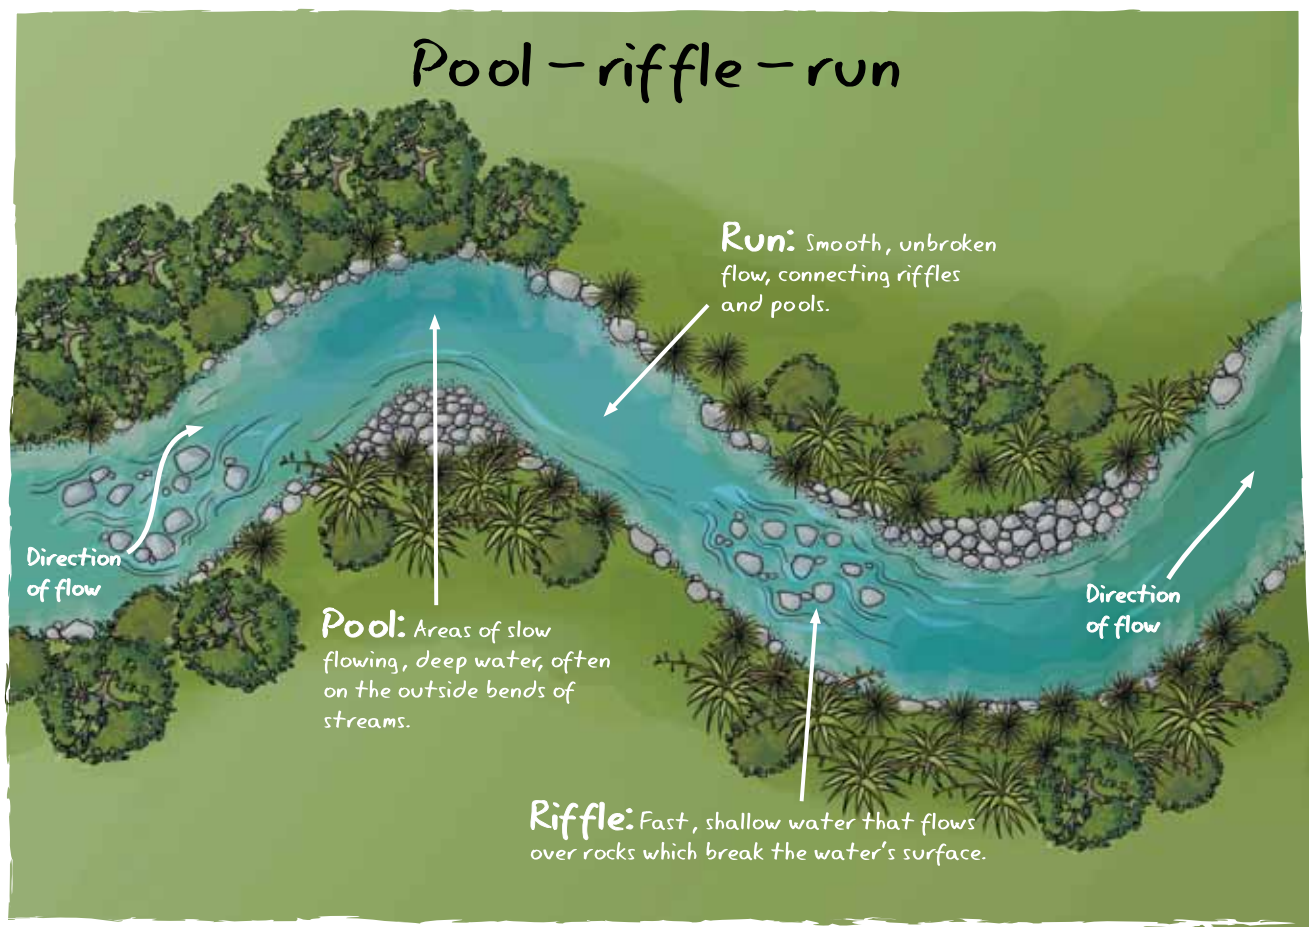 Pool – riffle – run
Run: Smooth, unbroken
flow, connecting riffles
and pools.
Direction
of flow
Direction
of flow
Pool: Areas of slow
flowing, deep water, often
on the outside bends of
streams.
Riffle: Fast, shallow water that flows
over rocks which break the water's surface.